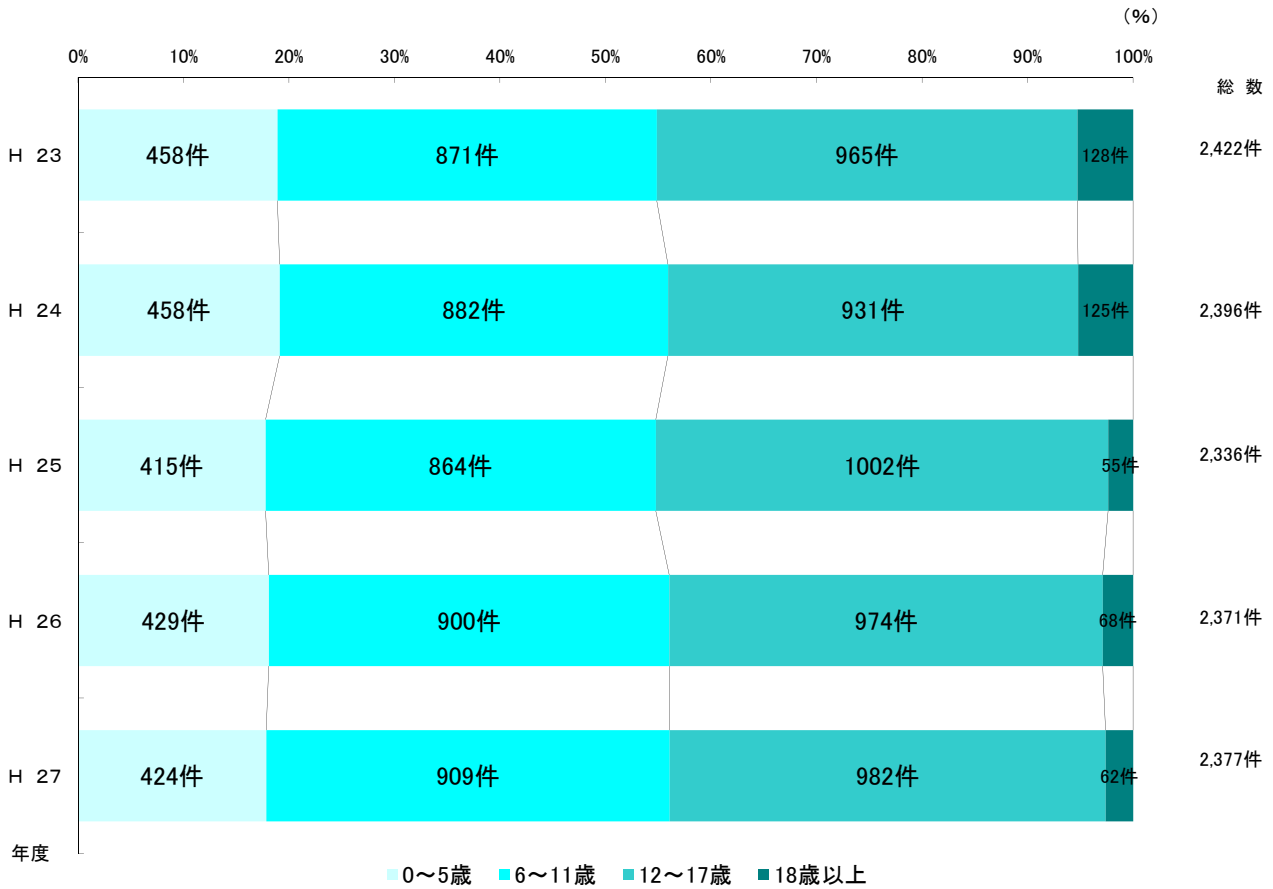 （%）
0% 10% 20% 30% 40% 50% 60% 70% 80% 90% 100%
総 数
H 23 458件 871件 965件 128件 2,422件
H 24 458件 882件 931件 125件 2,396件
H 25 415件 864件 1002件 55件 2,336件
H 26 429件 900件 974件 68件 2,371件
H 27 424件 909件 982件 62件 2,377件
年度
0～5歳 6～11歳 12～17歳 18歳以上